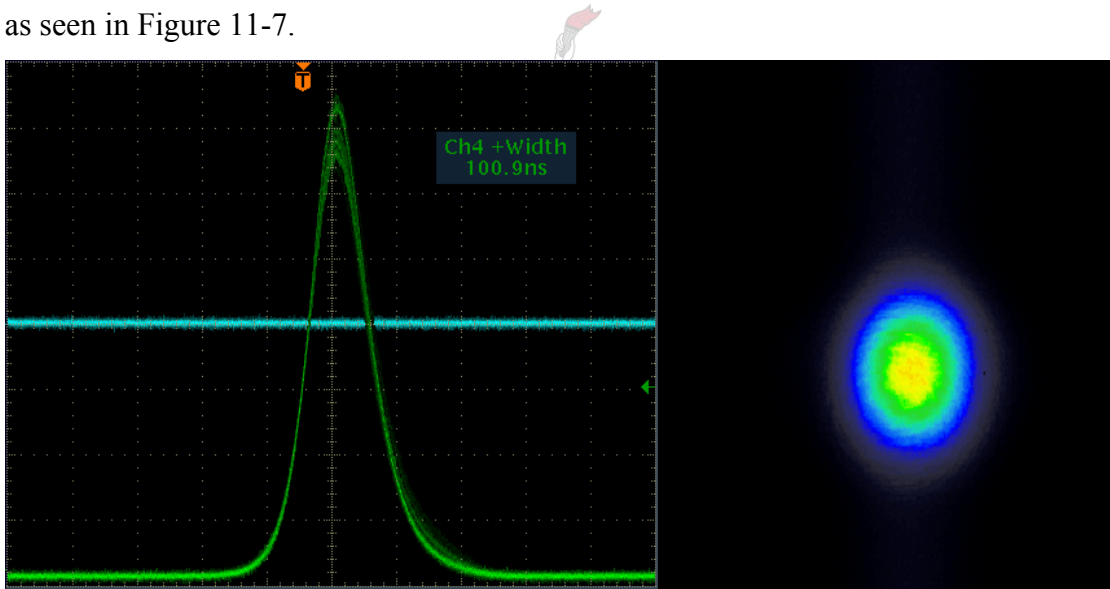 as seen in Figure 11-7.
T
Ch4 +Width
100.9ns